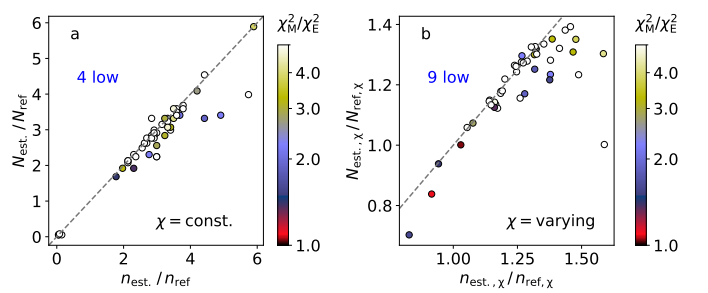 χ²_M/χ²_E
a
4 low
χ = const.
N_est. / N_ref
n_est. / n_ref
0
1
2
3
4
5
6
0
2
4
6
4.0
3.0
2.0
1.0
χ²_M/χ²_E
b
9 low
χ = varying
N_est.,χ / N_ref,χ
n_est.,χ / n_ref,χ
1.4
1.2
1.0
0.8
1.00
1.25
1.50
4.0
3.0
2.0
1.0